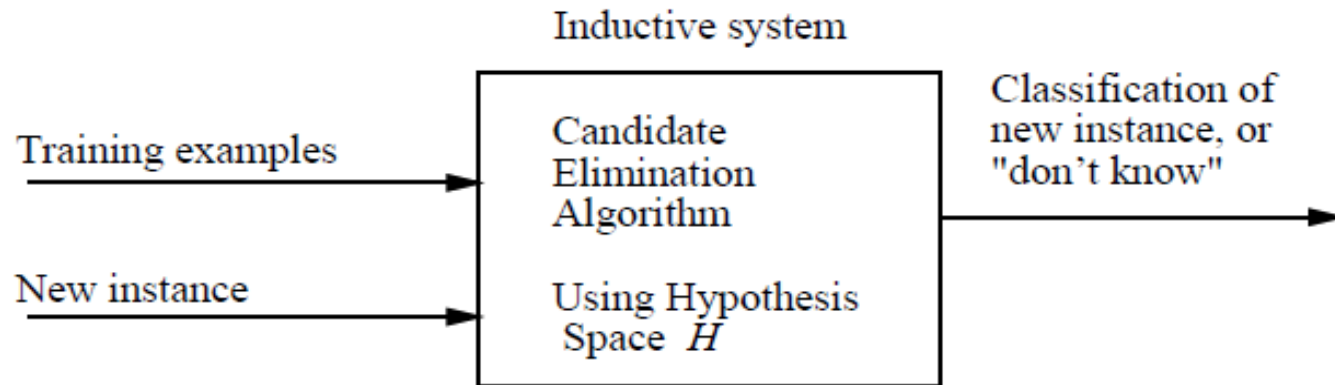 Inductive system
Training examples
New instance
Candidate
Elimination
Algorithm
Using Hypothesis
Space H
Classification of
new instance, or
"don't know"